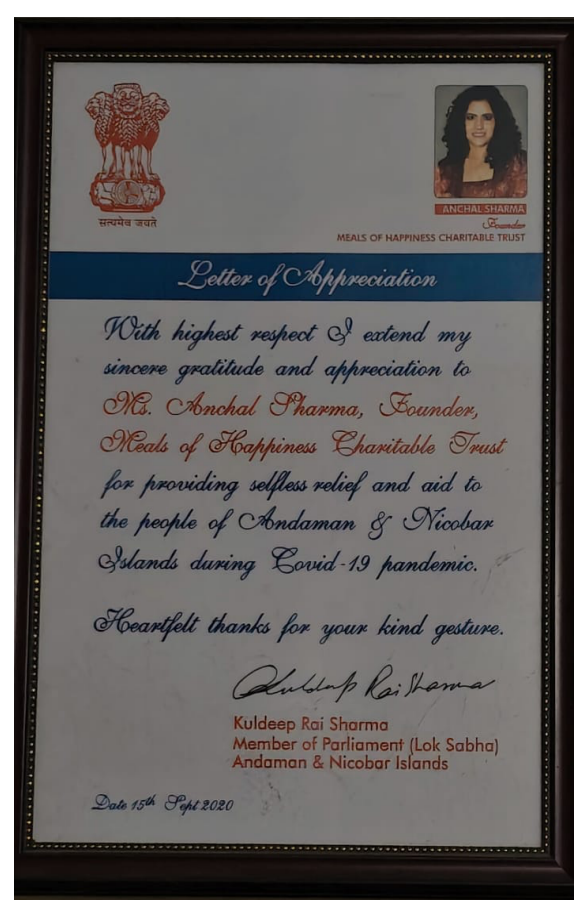 सत्यमेव जयते
ANCHAL SHARMA
Founder
MEALS OF HAPPINESS CHARITABLE TRUST
Letter of Appreciation
With highest respect I extend my
sincere gratitude and appreciation to
Ms. Anchal Sharma, Founder,
Meals of Happiness Charitable Trust
for providing selfless relief and aid to
the people of Andaman & Nicobar
Islands during Covid-19 pandemic.
Heartfelt thanks for your kind gesture.
Kuldeep Rai Sharma
Kuldeep Rai Sharma
Member of Parliament (Lok Sabha)
Andaman & Nicobar Islands
Date 15th Sept 2020